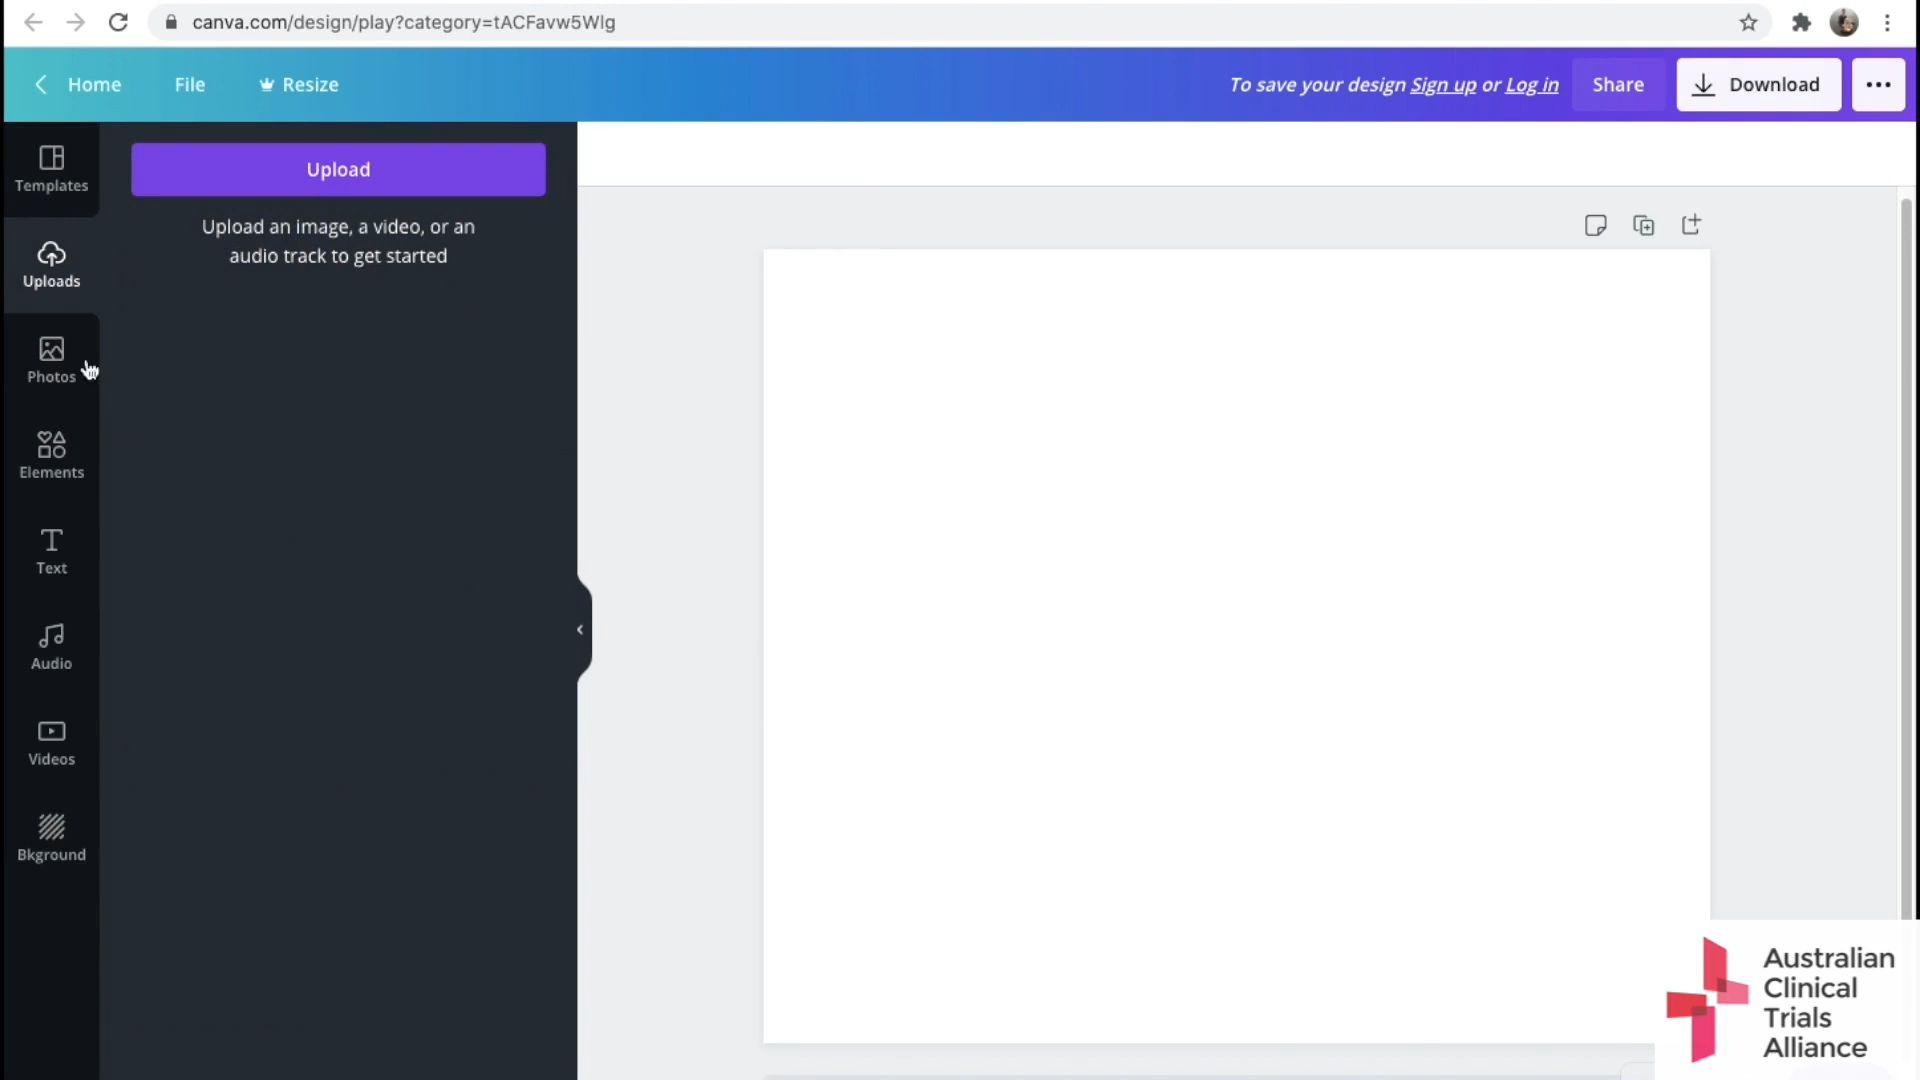 canva.com/design/play?category=tACFavw5Wlg
Home
File
Resize
To save your design Sign up or Log in
Share
Download
Templates
Uploads
Photos
Elements
Text
Audio
Videos
Bkground
Upload
Upload an image, a video, or an
audio track to get started
Australian
Clinical
Trials
Alliance